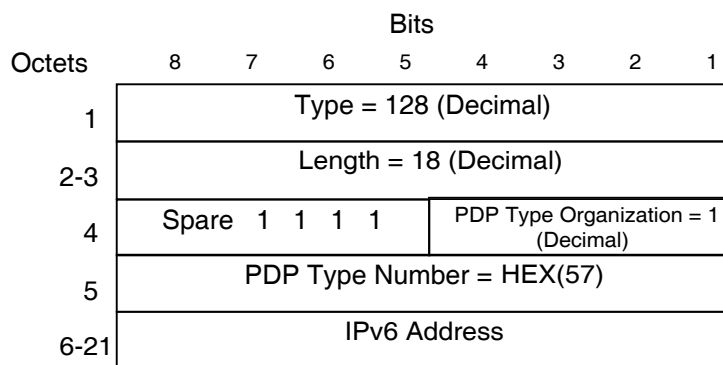 Bits
Octets 8 7 6 5 4 3 2 1
1 Type = 128 (Decimal)
2-3 Length = 18 (Decimal)
4 Spare 1 1 1 1 PDP Type Organization = 1
(Decimal)
5 PDP Type Number = HEX(57)
6-21 IPv6 Address